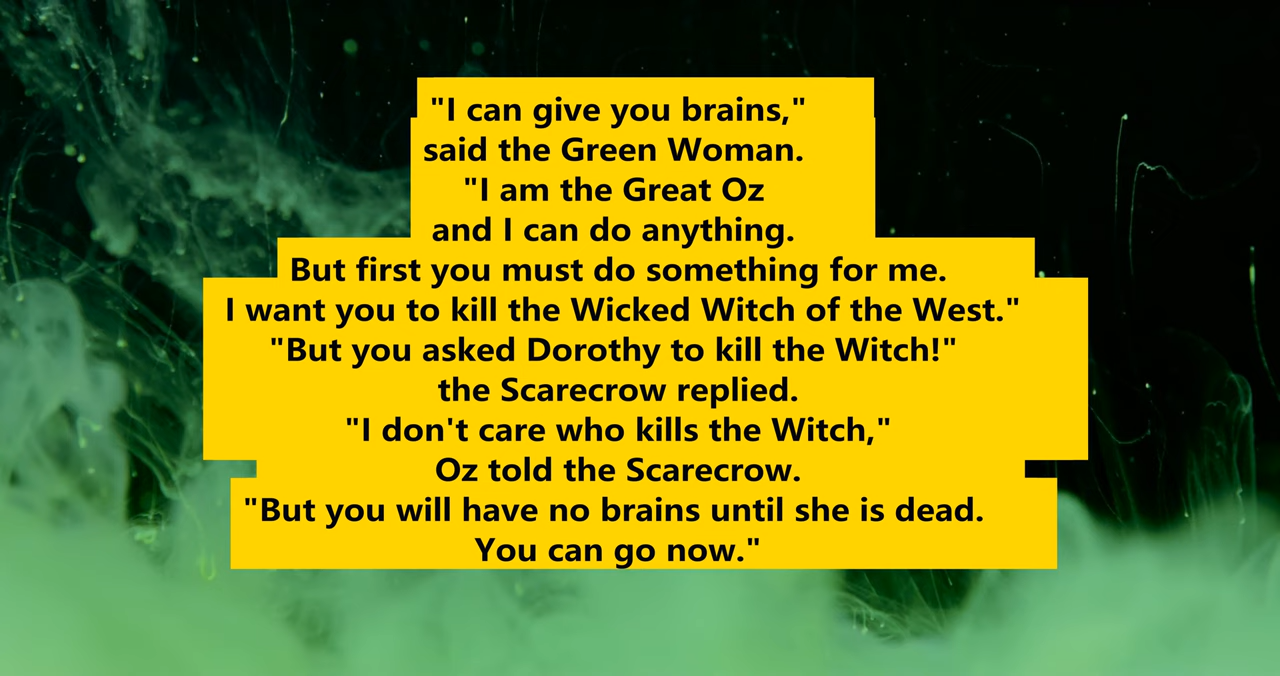 "I can give you brains,"
said the Green Woman.
"I am the Great Oz
and I can do anything.
But first you must do something for me.
I want you to kill the Wicked Witch of the West."
"But you asked Dorothy to kill the Witch!"
the Scarecrow replied.
"I don't care who kills the Witch,"
Oz told the Scarecrow.
"But you will have no brains until she is dead.
You can go now."